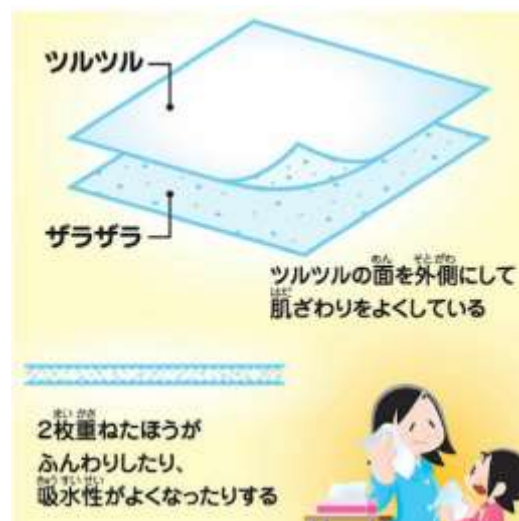 ツルツル
ザラザラ
ツルツルの面を外側にして
肌ざわりをよくしている
2枚重ねたほうが
ふんわりしたり、
吸水性がよくなったりする